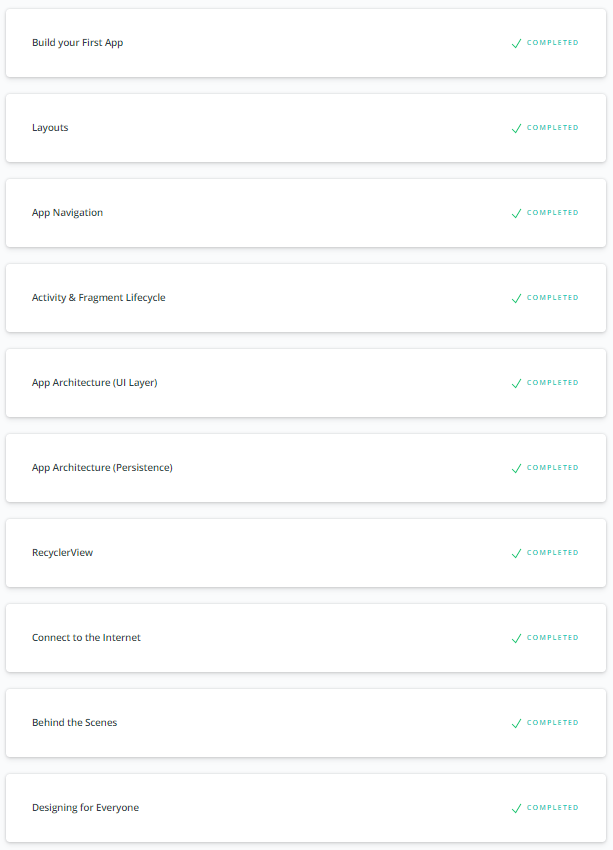 Build your First App COMPLETED
Layouts COMPLETED
App Navigation COMPLETED
Activity & Fragment Lifecycle COMPLETED
App Architecture (UI Layer) COMPLETED
App Architecture (Persistence) COMPLETED
RecyclerView COMPLETED
Connect to the Internet COMPLETED
Behind the Scenes COMPLETED
Designing for Everyone COMPLETED